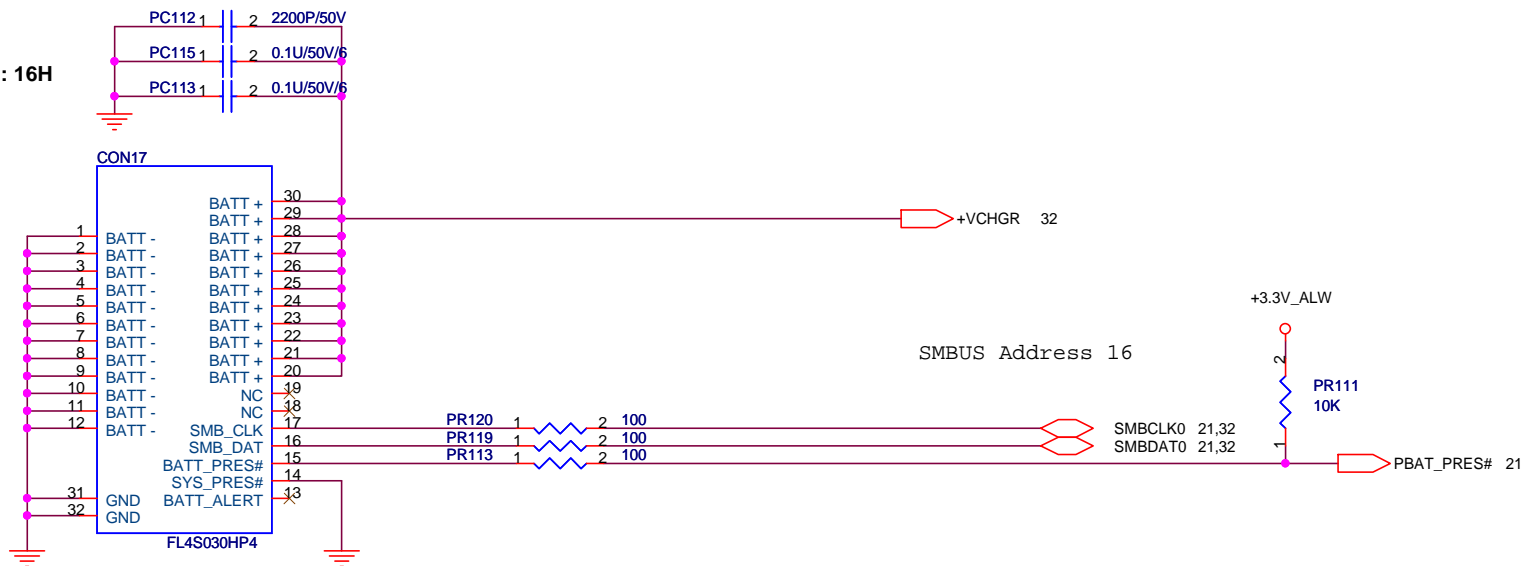 PC112 1 2 2200P/50V
PC115 1 2 0.1U/50V/6
: 16H
PC113 1 2 0.1U/50V/6
CON17
BATT + 30
BATT + 29
+VCHGR 32
1 BATT - BATT + 28
2 BATT - BATT + 27
3 BATT - BATT + 26
4 BATT - BATT + 25
5 BATT - BATT + 24
6 BATT - BATT + 23
7 BATT - BATT + 22
8 BATT - BATT + 21
9 BATT - BATT + 20
10 BATT - NC 19
11 BATT - NC 18
12 BATT - SMB_CLK 17
SMB_DAT 16
BATT_PRES# 15
SYS_PRES# 14
31 GND BATT_ALERT 13
32 GND
FL4S030HP4
+3.3V_ALW
SMBUS Address 16
2
PR111
10K
1
PR120 1 2 100 SMBCLK0 21,32
PR119 1 2 100 SMBDAT0 21,32
PR113 1 2 100 PBAT_PRES# 21